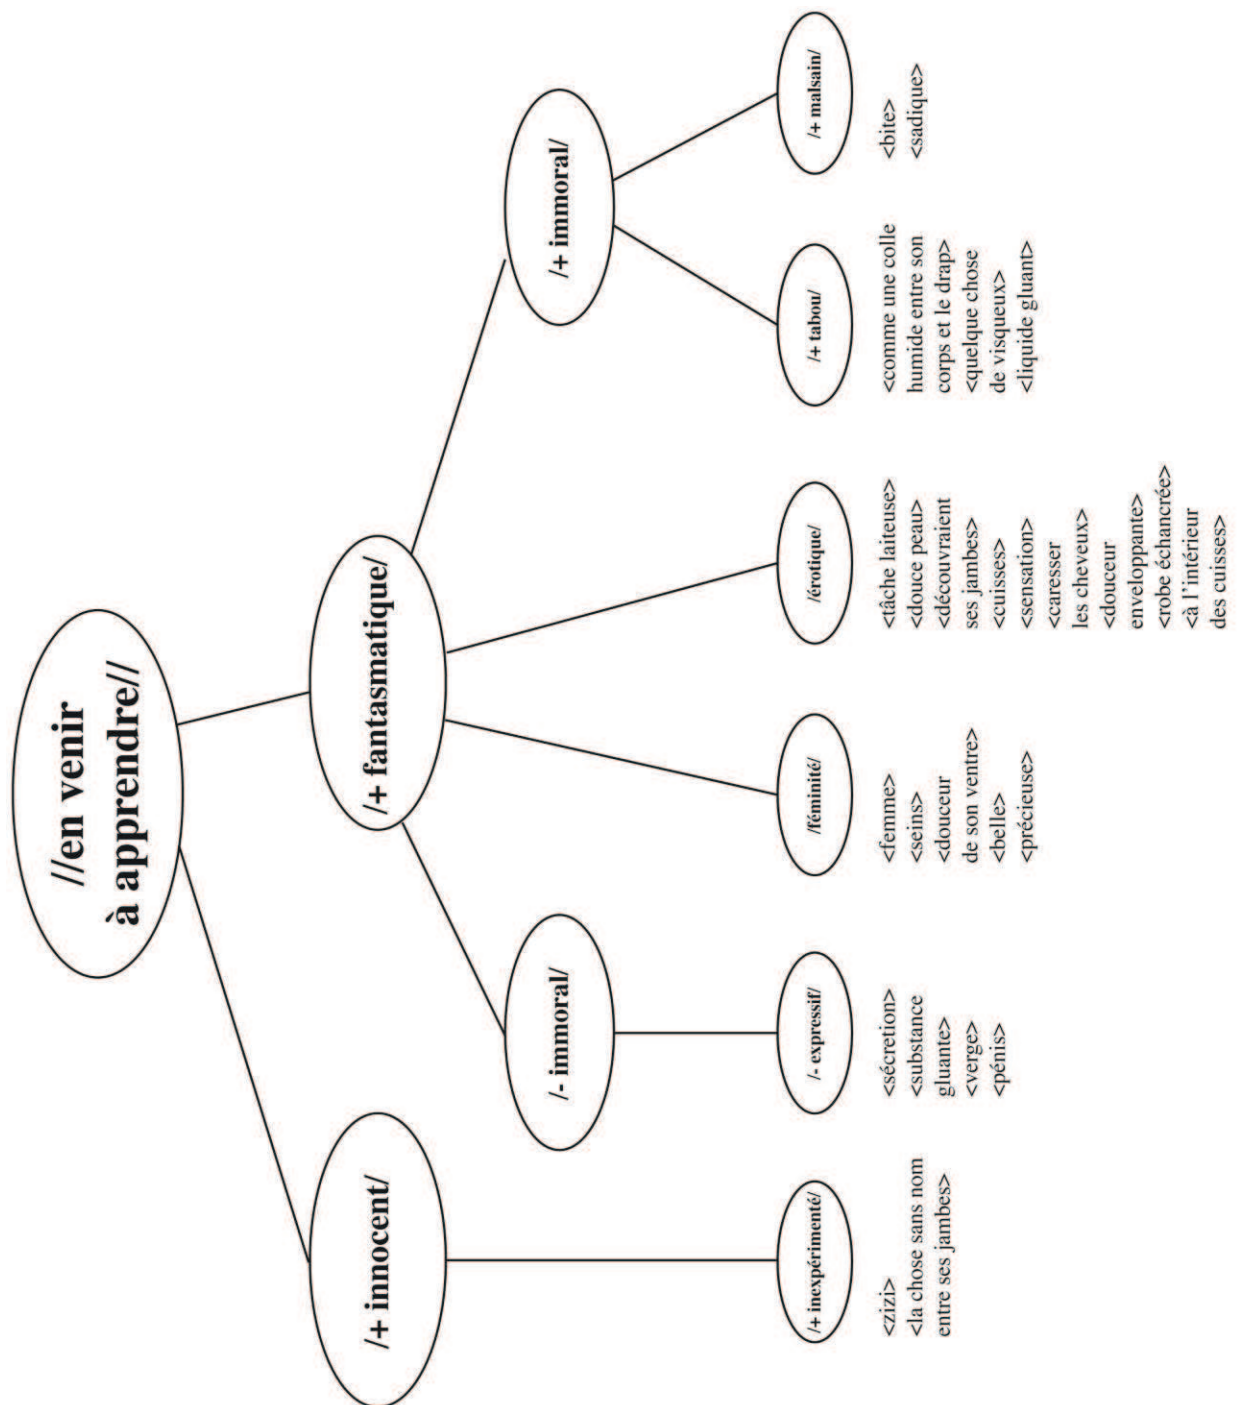 //en venir
à apprendre//
/+ innocent/
/+ fantasmatique/
/- immoral/
/+ immoral/
/+ inexpérimenté/
/- expressif/
/féminité/
/érotique/
/+ tabou/
/+ malsain/
<zizi>
<la chose sans nom
entre ses jambes>
<sécretion>
<substance
gluante>
<verge>
<pénis>
<femme>
<seins>
<douceur
de son ventre>
<belle>
<précieuse>
<tâche laiteuse>
<douce peau>
<découvraient
ses jambes>
<cuisses>
<sensation>
<caresser
les cheveux>
<douceur
enveloppante>
<robe échancrée>
<à l'intérieur
des cuisses>
<comme une colle
humide entre son
corps et le drap>
<quelque chose
de visqueux>
<liquide gluant>
<bite>
<sadique>